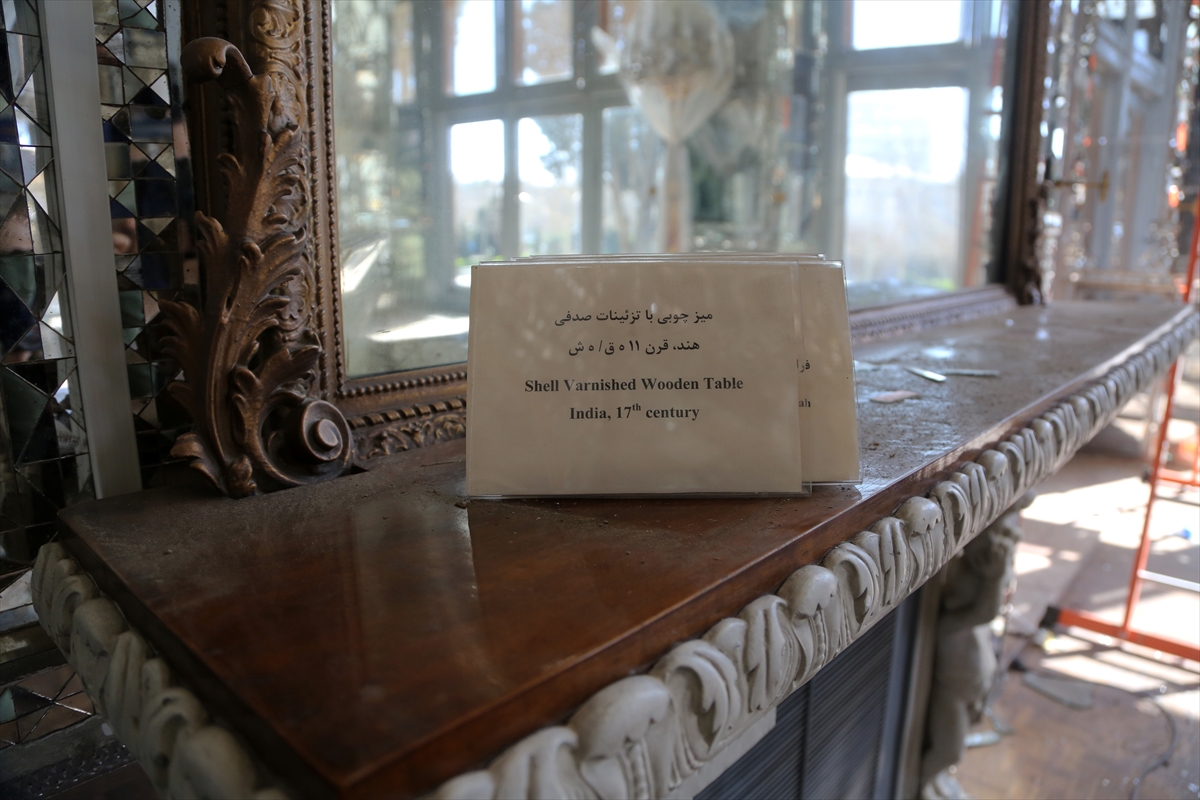 میز چوبی با تزئینات صدفی
هند، قرن ۱۱ ه ق/ ه ش
Shell Varnished Wooden Table
India, 17th century